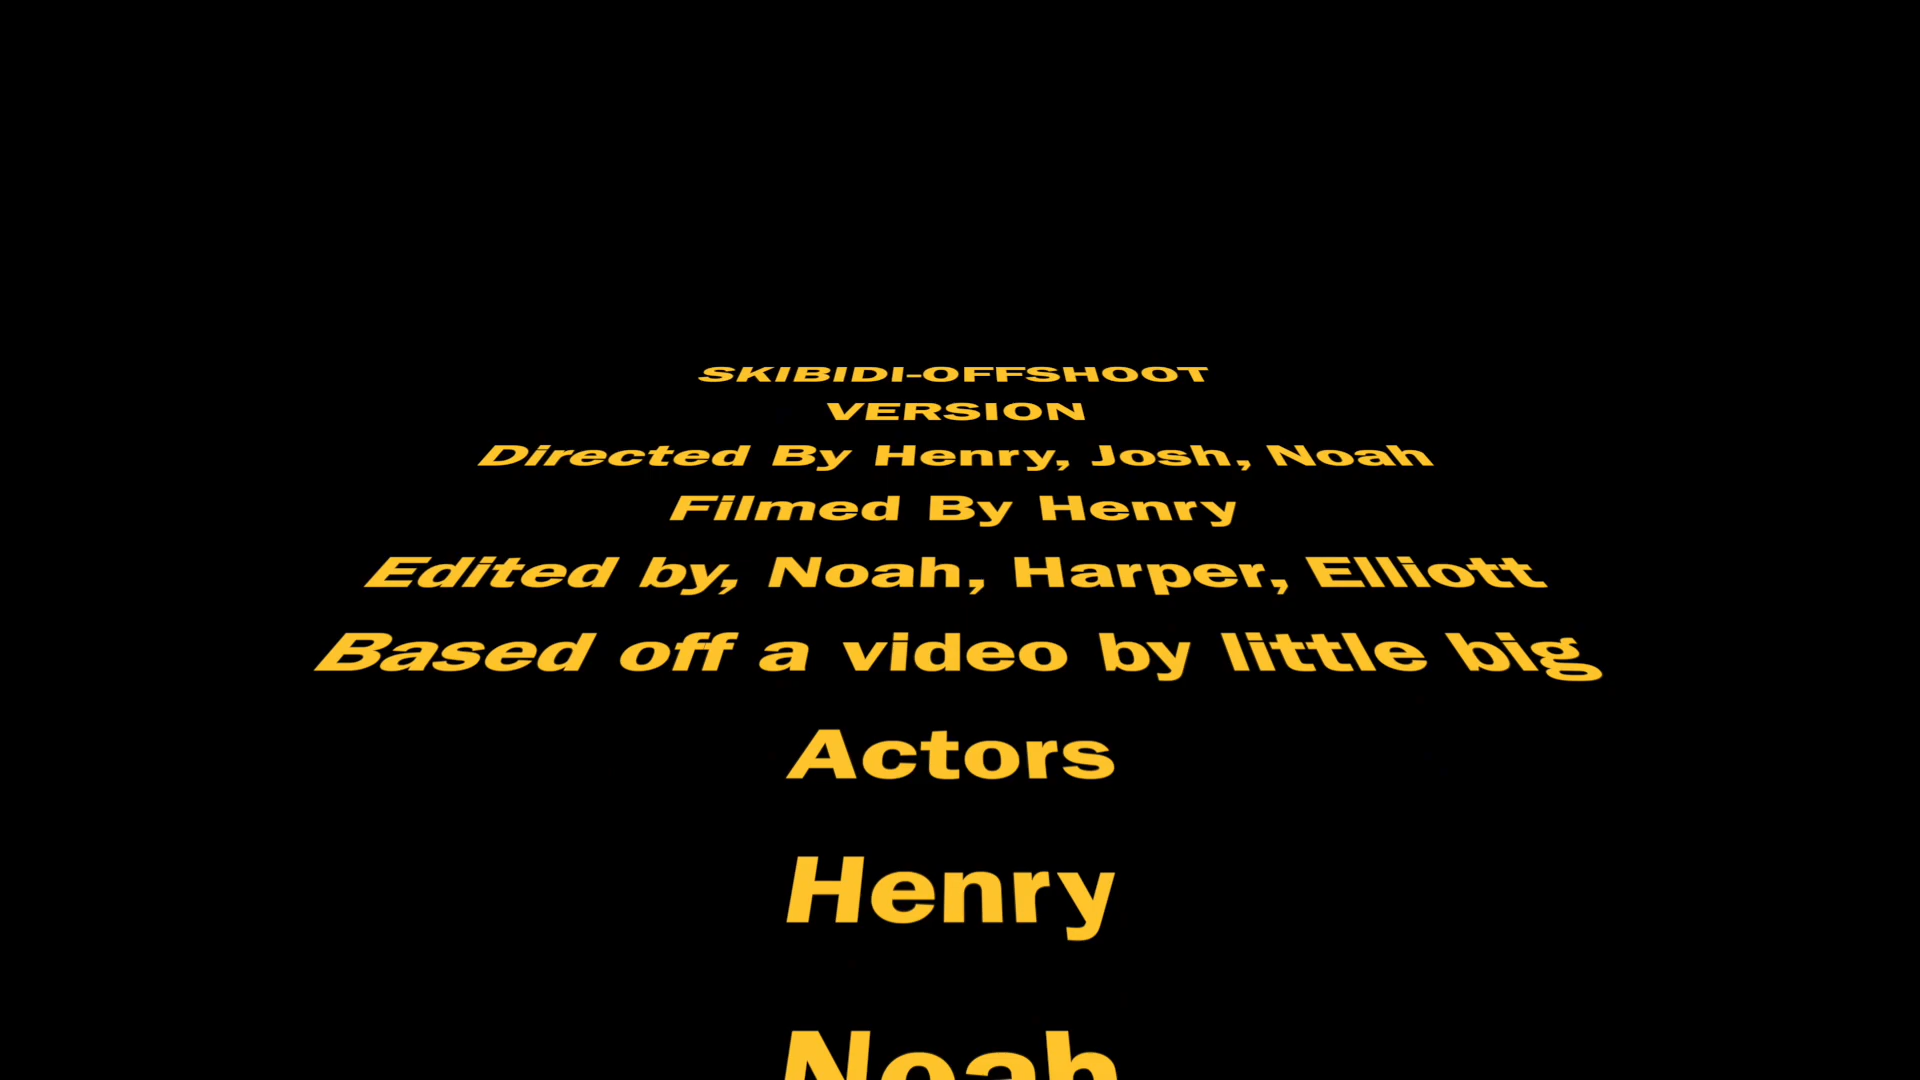 SKIBIDI-OFFSHOOT
VERSION
Directed By Henry, Josh, Noah
Filmed By Henry
Edited by, Noah, Harper, Elliott
Based off a video by little big
Actors
Henry
Noah